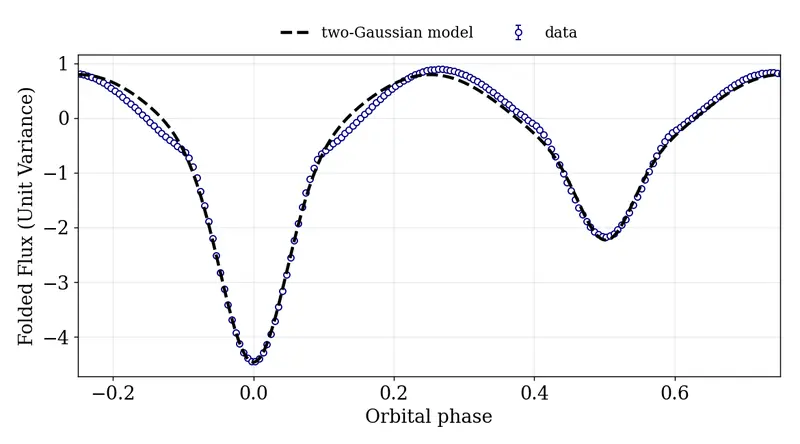 two-Gaussian model
data
Folded Flux (Unit Variance)
1
0
−1
−2
−3
−4
−0.2
0.0
0.2
0.4
0.6
Orbital phase